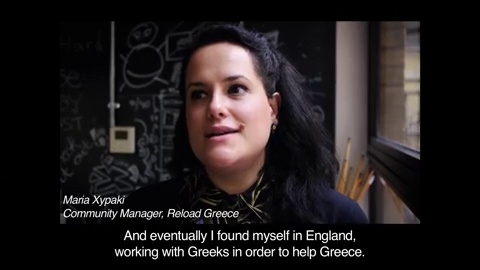 Maria Xypaki
Community Manager, Reload Greece
And eventually I found myself in England,
working with Greeks in order to help Greece.